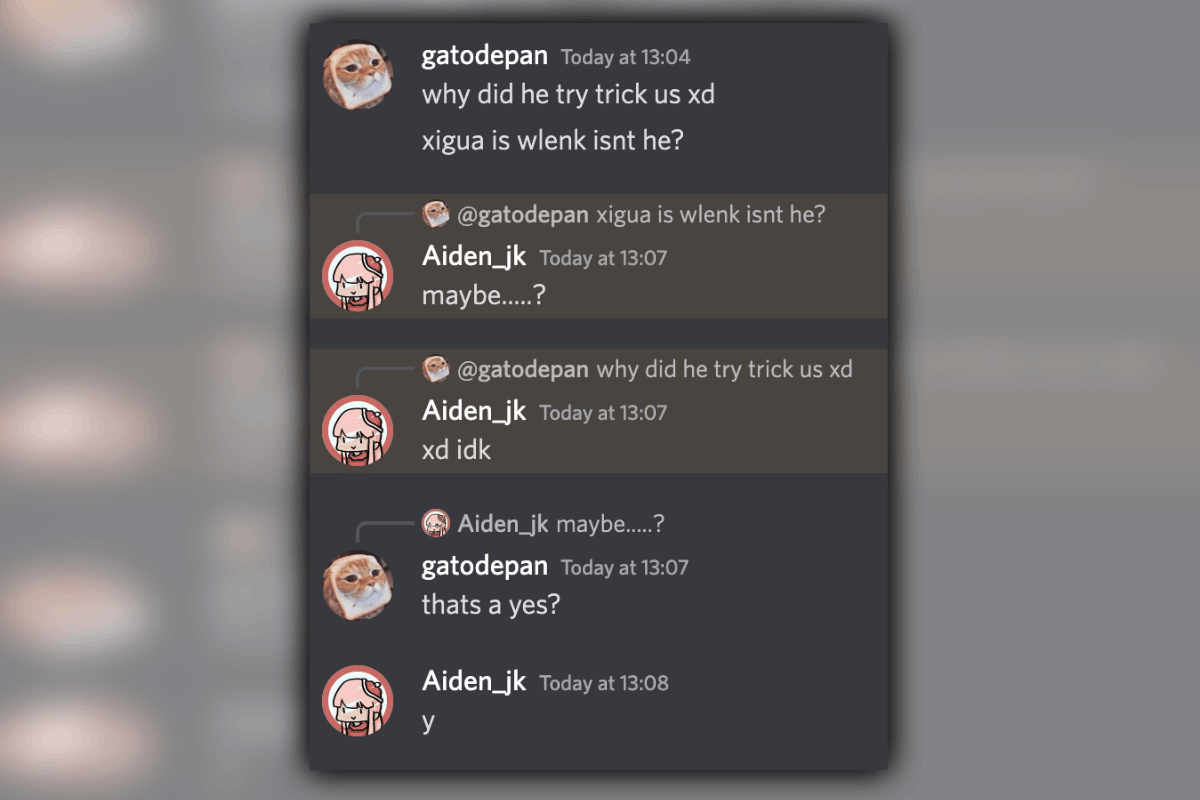 gatodepan Today at 13:04
why did he try trick us xd
xigua is wlenk isnt he?
@gatodepan xigua is wlenk isnt he?
Aiden_jk Today at 13:07
maybe.....?
@gatodepan why did he try trick us xd
Aiden_jk Today at 13:07
xd idk
Aiden_jk maybe.....?
gatodepan Today at 13:07
thats a yes?
Aiden_jk Today at 13:08
y